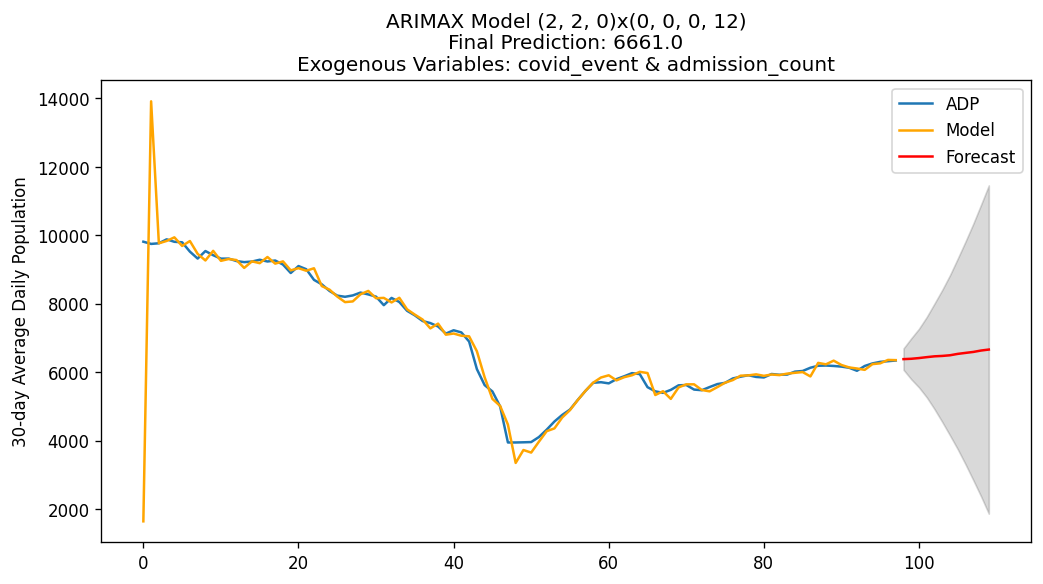 ARIMAX Model (2, 2, 0)x(0, 0, 0, 12)
Final Prediction: 6661.0
Exogenous Variables: covid_event & admission_count
30-day Average Daily Population
14000
12000
10000
8000
6000
4000
2000
0
20
40
60
80
100
ADP
Model
Forecast